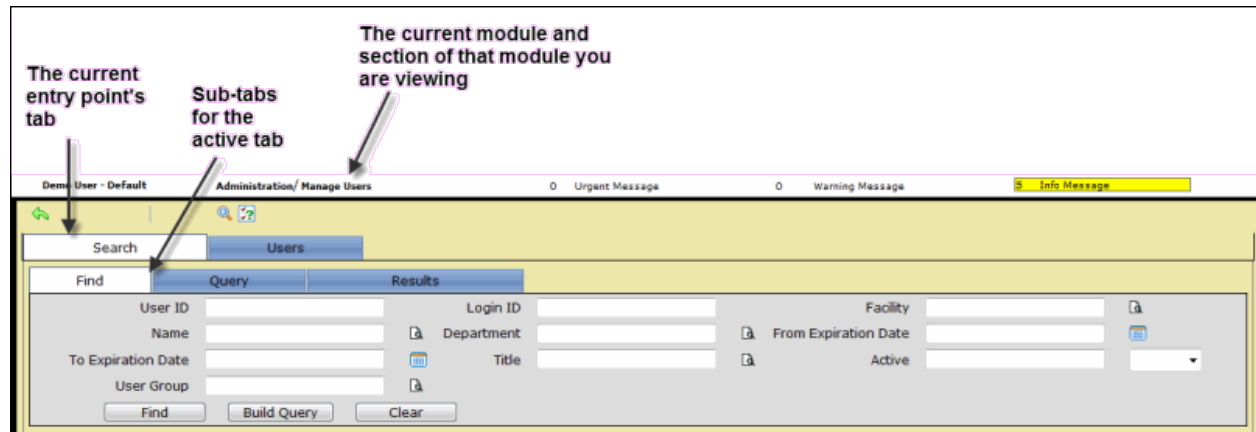 The current module and
section of that module you
are viewing
The current
entry point's
tab
Sub-tabs
for the
active tab
Demo User - Default Administration/ Manage Users 0 Urgent Message 0 Warning Message 5 Info Message
Search Users
Find Query Results
User ID Login ID Facility
Name Department From Expiration Date
To Expiration Date Title Active
User Group
Find Build Query Clear